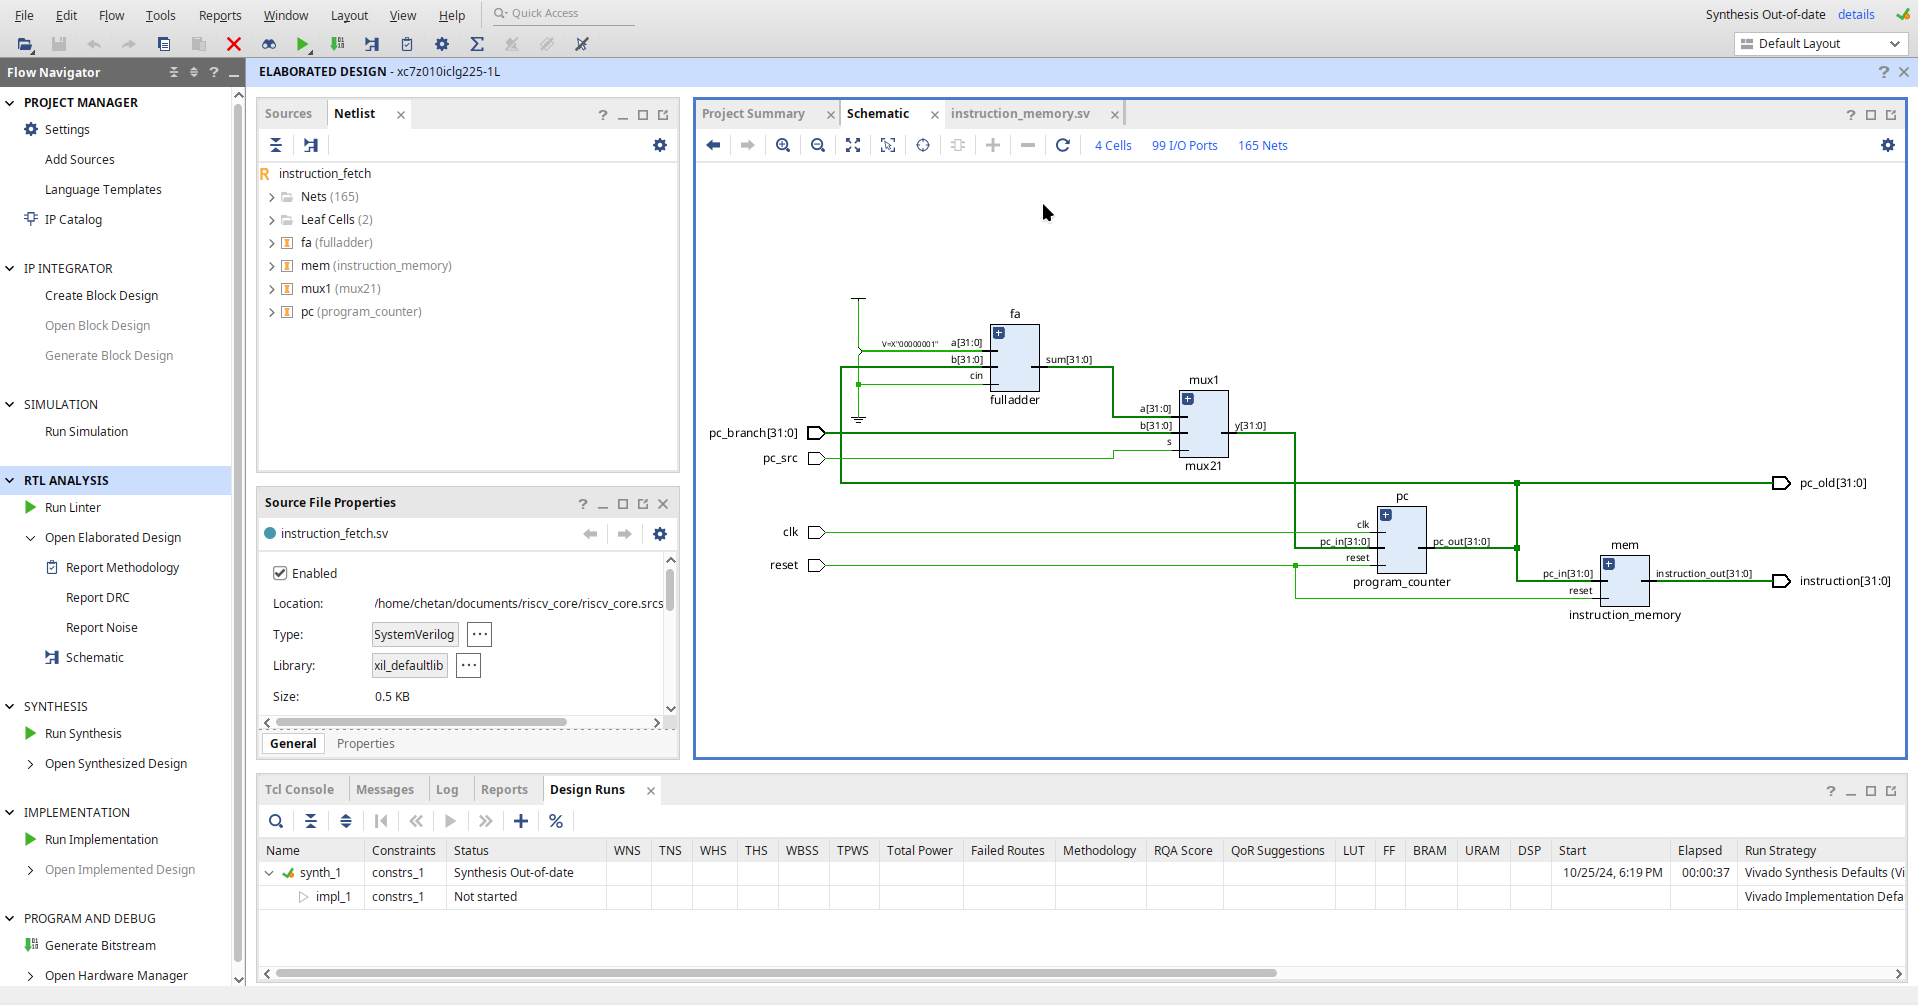 File Edit Flow Tools Reports Window Layout View Help Quick Access
Synthesis Out-of-date details
Default Layout
Flow Navigator
ELABORATED DESIGN - xc7z010iclg225-1L
PROJECT MANAGER
Settings
Add Sources
Language Templates
IP Catalog
IP INTEGRATOR
Create Block Design
Open Block Design
Generate Block Design
SIMULATION
Run Simulation
RTL ANALYSIS
Run Linter
Open Elaborated Design
Report Methodology
Report DRC
Report Noise
Schematic
SYNTHESIS
Run Synthesis
Open Synthesized Design
IMPLEMENTATION
Run Implementation
Open Implemented Design
PROGRAM AND DEBUG
Generate Bitstream
Open Hardware Manager
Sources Netlist
instruction_fetch
Nets (165)
Leaf Cells (2)
fa (fulladder)
mem (instruction_memory)
mux1 (mux21)
pc (program_counter)
Source File Properties
instruction_fetch.sv
Enabled
Location: /home/chetan/documents/riscv_core/riscv_core.srcs
Type: SystemVerilog
Library: xil_defaultlib
Size: 0.5 KB
General Properties
Project Summary Schematic instruction_memory.sv
4 Cells 99 I/O Ports 165 Nets
fa
V=X"00000001" a[31:0]
b[31:0] sum[31:0]
cin
fulladder
mux1
a[31:0]
b[31:0] y[31:0]
s
mux21
pc_branch[31:0]
pc_src
pc_old[31:0]
pc
clk clk
pc_in[31:0] pc_out[31:0]
reset reset
program_counter
mem
pc_in[31:0] instruction_out[31:0] instruction[31:0]
reset
instruction_memory
Tcl Console Messages Log Reports Design Runs
Name Constraints Status WNS TNS WHS THS WBSS TPWS Total Power Failed Routes Methodology RQA Score QoR Suggestions LUT FF BRAM URAM DSP Start Elapsed Run Strategy
synth_1 constrs_1 Synthesis Out-of-date 10/25/24, 6:19 PM 00:00:37 Vivado Synthesis Defaults (Vi
impl_1 constrs_1 Not started Vivado Implementation Defa